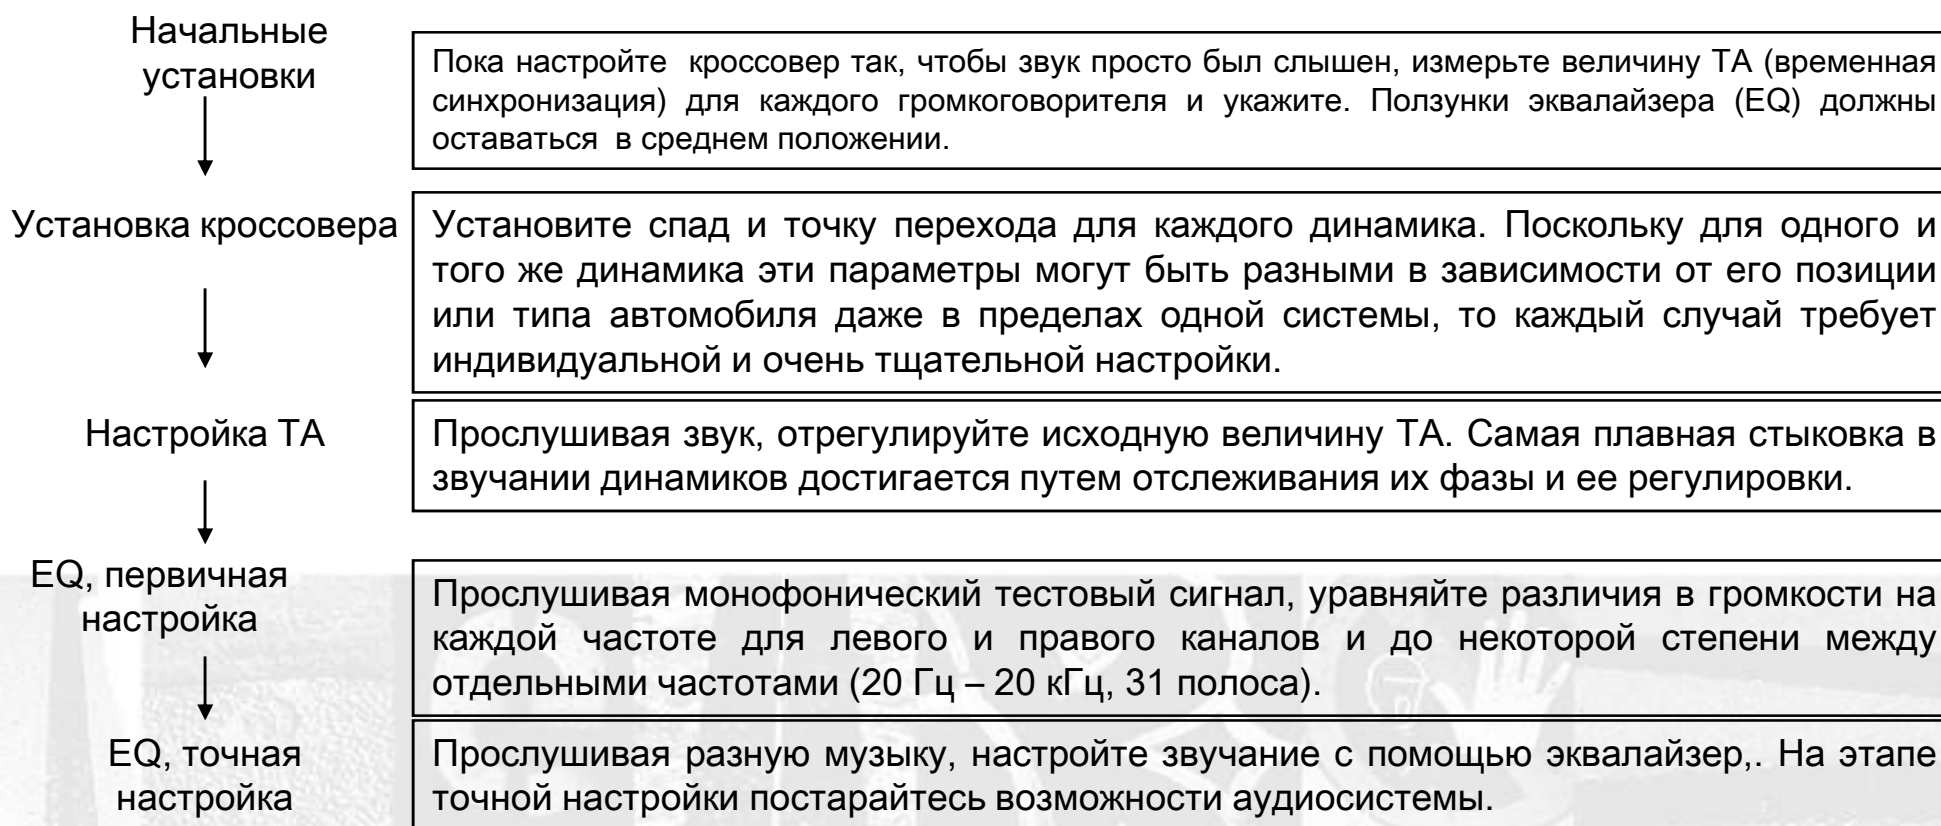 Начальные
установки
Пока настройте кроссовер так, чтобы звук просто был слышен, измерьте величину ТА (временная
синхронизация) для каждого громкоговорителя и укажите. Ползунки эквалайзера (EQ) должны
оставаться в среднем положении.
Установка кроссовера
Установите спад и точку перехода для каждого динамика. Поскольку для одного и
того же динамика эти параметры могут быть разными в зависимости от его позиции
или типа автомобиля даже в пределах одной системы, то каждый случай требует
индивидуальной и очень тщательной настройки.
Настройка ТА
Прослушивая звук, отрегулируйте исходную величину ТА. Самая плавная стыковка в
звучании динамиков достигается путем отслеживания их фазы и ее регулировки.
EQ, первичная
настройка
Прослушивая монофонический тестовый сигнал, уравняйте различия в громкости на
каждой частоте для левого и правого каналов и до некоторой степени между
отдельными частотами (20 Гц – 20 кГц, 31 полоса).
EQ, точная
настройка
Прослушивая разную музыку, настройте звучание с помощью эквалайзер,. На этапе
точной настройки постарайтесь возможности аудиосистемы.